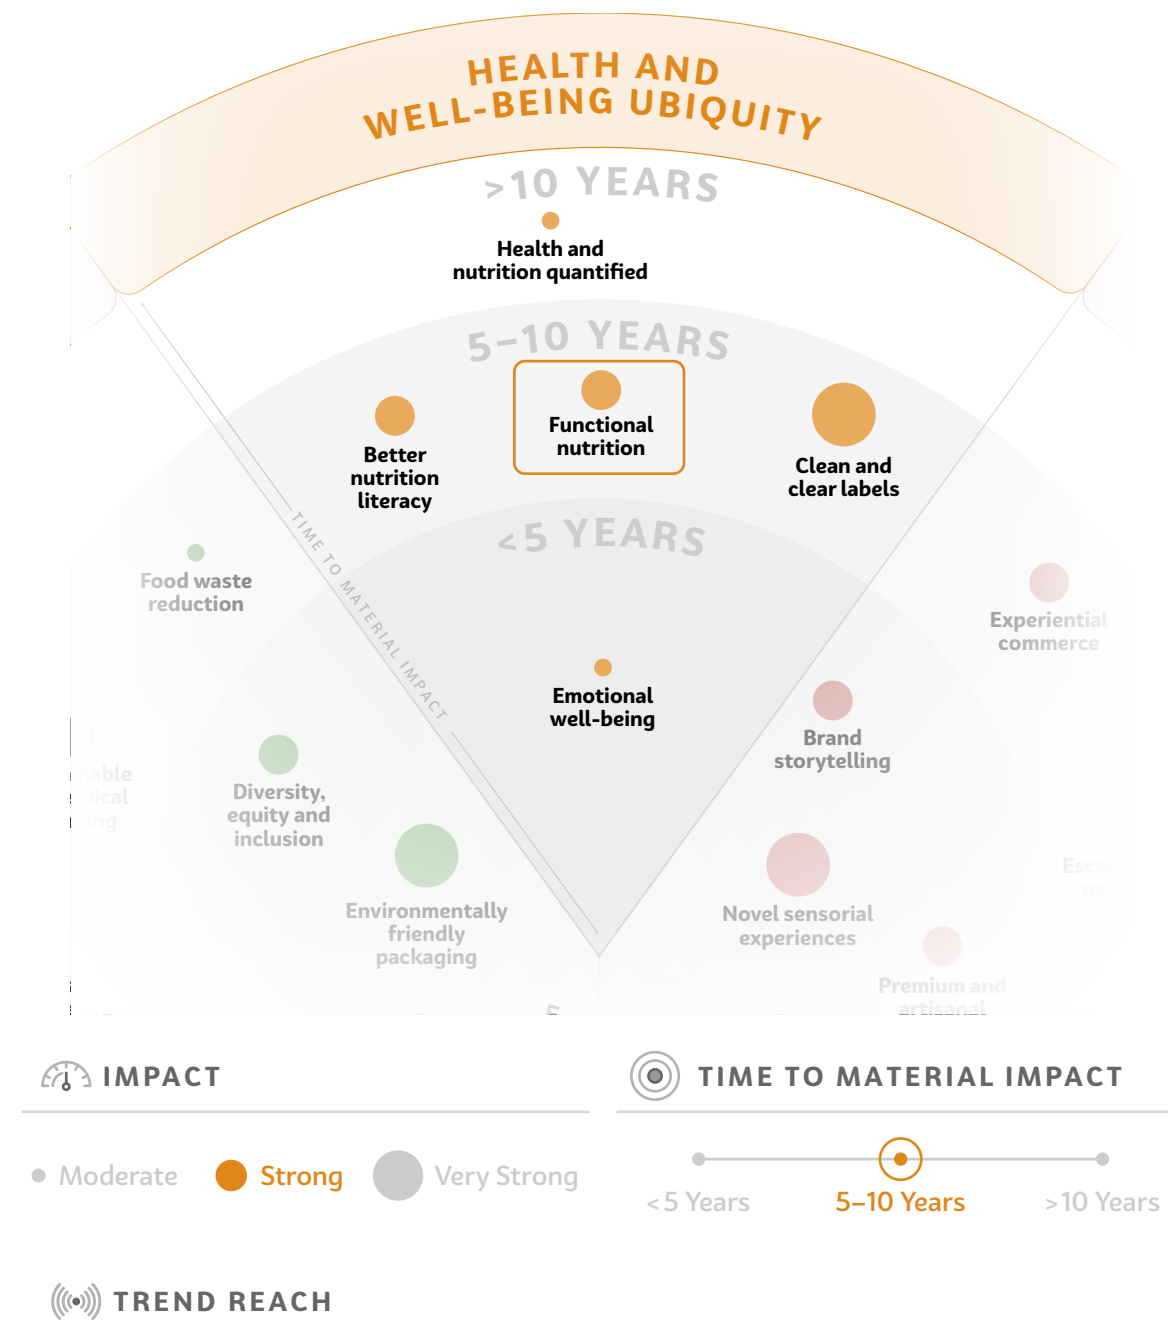 HEALTH AND
WELL-BEING UBIQUITY
>10 YEARS
Health and
nutrition quantified
5–10 YEARS
Functional
nutrition
Better
nutrition
literacy
Clean and
clear labels
<5 YEARS
TIME TO MATERIAL IMPACT
Food waste
reduction
Experiential
commerce
Emotional
well-being
Brand
storytelling
Diversity,
equity and
inclusion
Environmentally
friendly
packaging
Novel sensorial
experiences
Premium and
artisanal
IMPACT
Moderate
Strong
Very Strong
TIME TO MATERIAL IMPACT
<5 Years
5–10 Years
>10 Years
TREND REACH